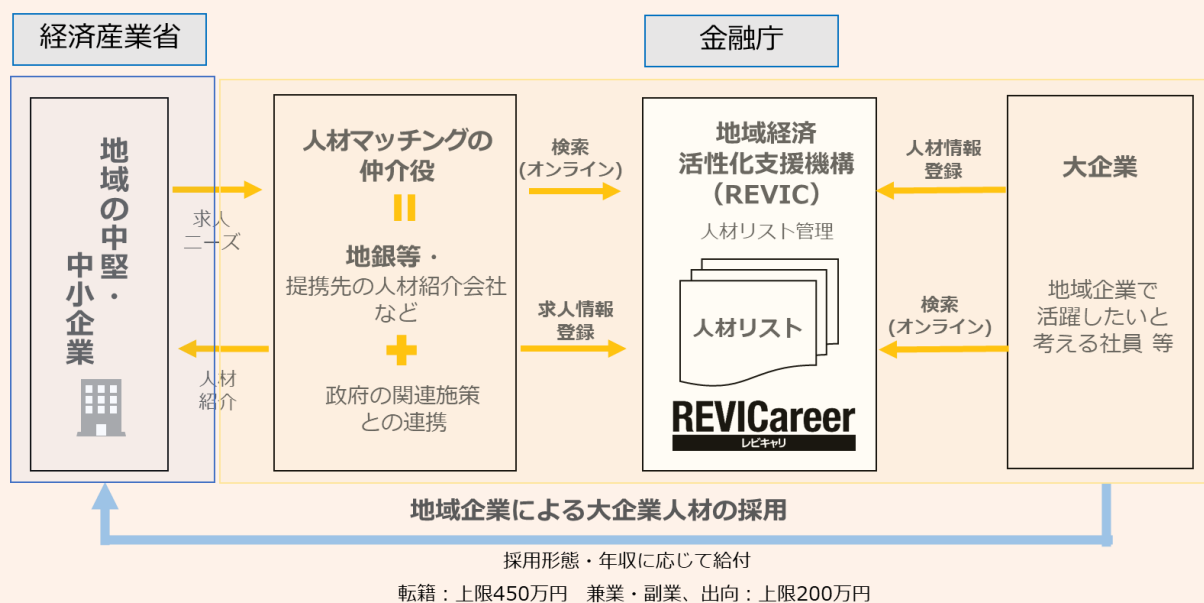 経済産業省
金融庁
地域の中堅・
中小企業
求人
ニーズ
人材
紹介
人材マッチングの
仲介役
＝
地銀等・
提携先の人材紹介会社
など
＋
政府の関連施策
との連携
検索
(オンライン)
求人情報
登録
地域経済
活性化支援機構
（REVIC）
人材リスト管理
人材リスト
REVICareer
レビキャリ
人材情報
登録
検索
(オンライン)
大企業
地域企業で
活躍したいと
考える社員 等
地域企業による大企業人材の採用
採用形態・年収に応じて給付
転籍：上限450万円　兼業・副業、出向：上限200万円